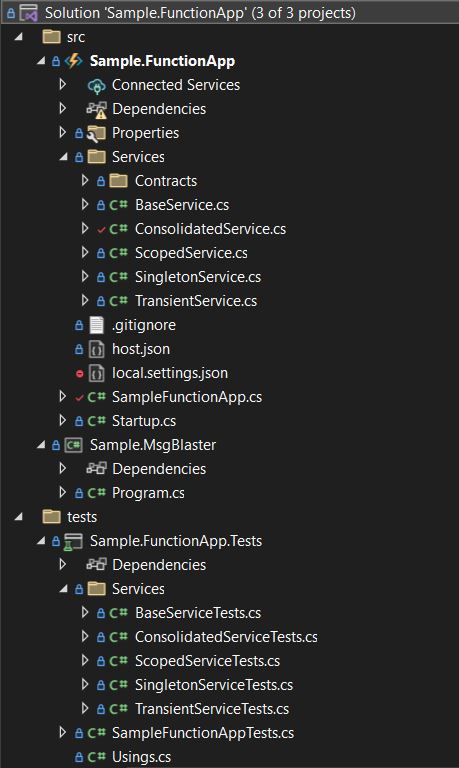 Solution 'Sample.FunctionApp' (3 of 3 projects)
src
Sample.FunctionApp
Connected Services
Dependencies
Properties
Services
Contracts
C# BaseService.cs
C# ConsolidatedService.cs
C# ScopedService.cs
C# SingletonService.cs
C# TransientService.cs
.gitignore
host.json
local.settings.json
C# SampleFunctionApp.cs
C# Startup.cs
C# Sample.MsgBlaster
Dependencies
C# Program.cs
tests
Sample.FunctionApp.Tests
Dependencies
Services
C# BaseServiceTests.cs
C# ConsolidatedServiceTests.cs
C# ScopedServiceTests.cs
C# SingletonServiceTests.cs
C# TransientServiceTests.cs
C# SampleFunctionAppTests.cs
C# Usings.cs